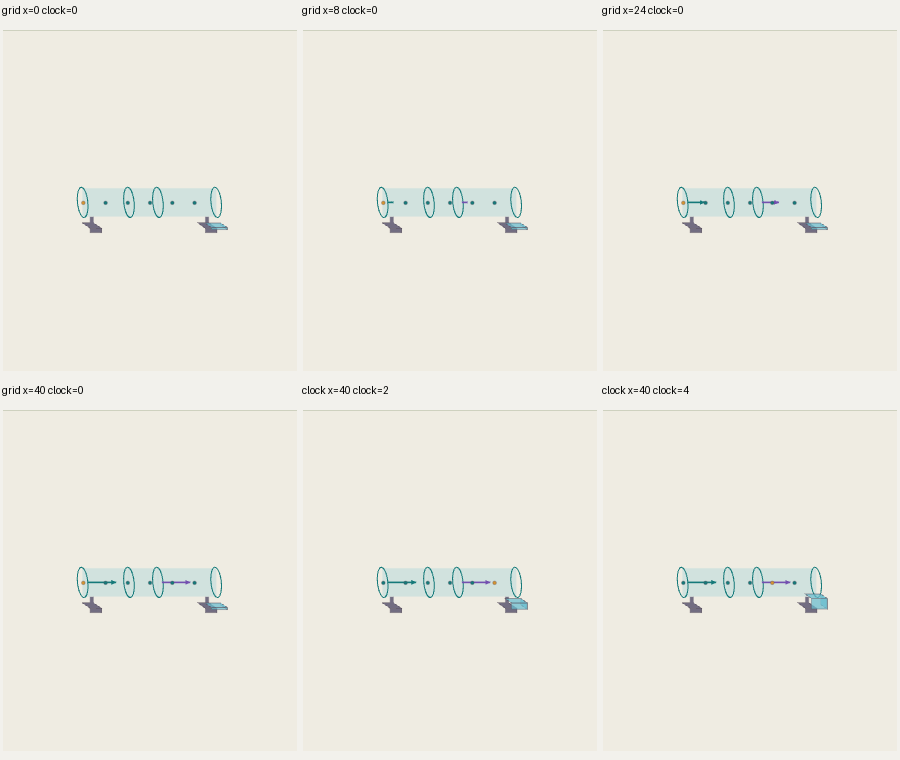 grid x=0 clock=0
grid x=8 clock=0
grid x=24 clock=0
grid x=40 clock=0
clock x=40 clock=2
clock x=40 clock=4